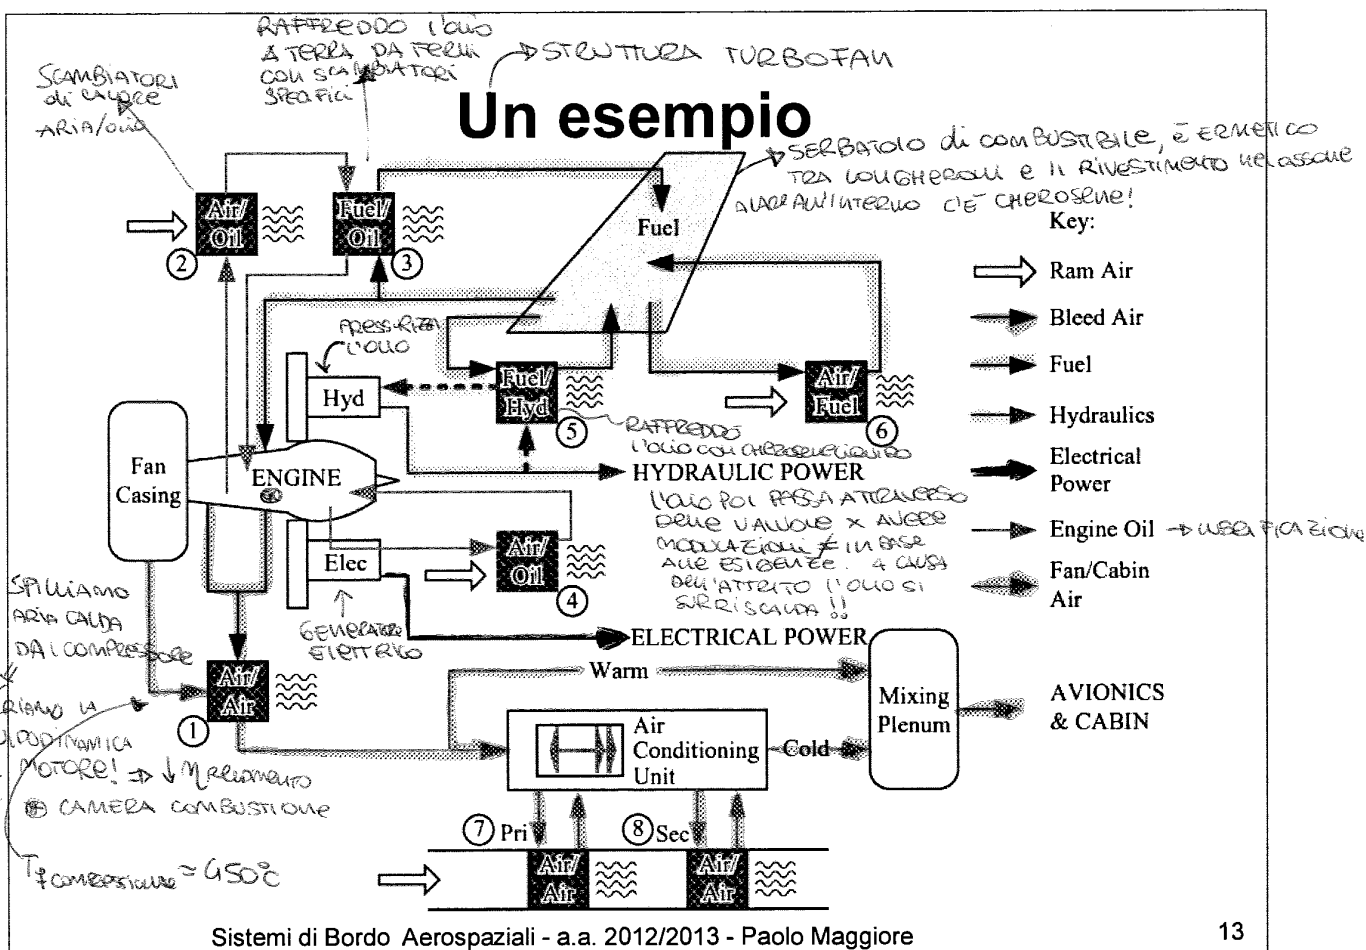 RAFFREDDO l'olio
A TERRA DA FERMI
CON SCAMBIATORI
SPECIFICI
STRUTTURA TURBOFAN
SCAMBIATORI
di CALORE
ARIA/olio
Un esempio
SERBATOIO di COMBUSTIBILE, È ERMETICO
TRA LONGHERONI E Il RIVESTIMENTO
All'INTERNO C'È CHEROSENE!
Air/
Oil
2
Fuel/
Oil
3
Fuel
Key:
Ram Air
Bleed Air
Fuel
Hydraulics
Electrical
Power
Engine Oil
Fan/Cabin
Air
l'OLIO
Hyd
Fuel/
Hyd
5
Air/
Fuel
6
RAFFREDDO
l'OLIO CON CHEROSENE
Fan
Casing
ENGINE
HYDRAULIC POWER
l'OLIO POI PASSA ATTRAVERSO
DELLE VALVOLE X AVERE
MODULAZIONI ≠ IN BASE
ALLE ESIGENZE. A CAUSA
DELL'ATTRITO l'OLIO SI
SURRISCALDA !!
Elec
Air/
Oil
4
GENERATORE
ELETTRICO
ELECTRICAL POWER
SPILLIAMO
ARIA CALDA
DAl COMPRESSORE
Air/
Air
1
MOTORE! ⇒ ↓ η
CAMERA COMBUSTIONE
Warm
Air
Conditioning
Unit
Cold
Mixing
Plenum
AVIONICS
& CABIN
7 Pri
8 Sec
Air/
Air
Air/
Air
≃ 450°C
Sistemi di Bordo Aerospaziali - a.a. 2012/2013 - Paolo Maggiore
13